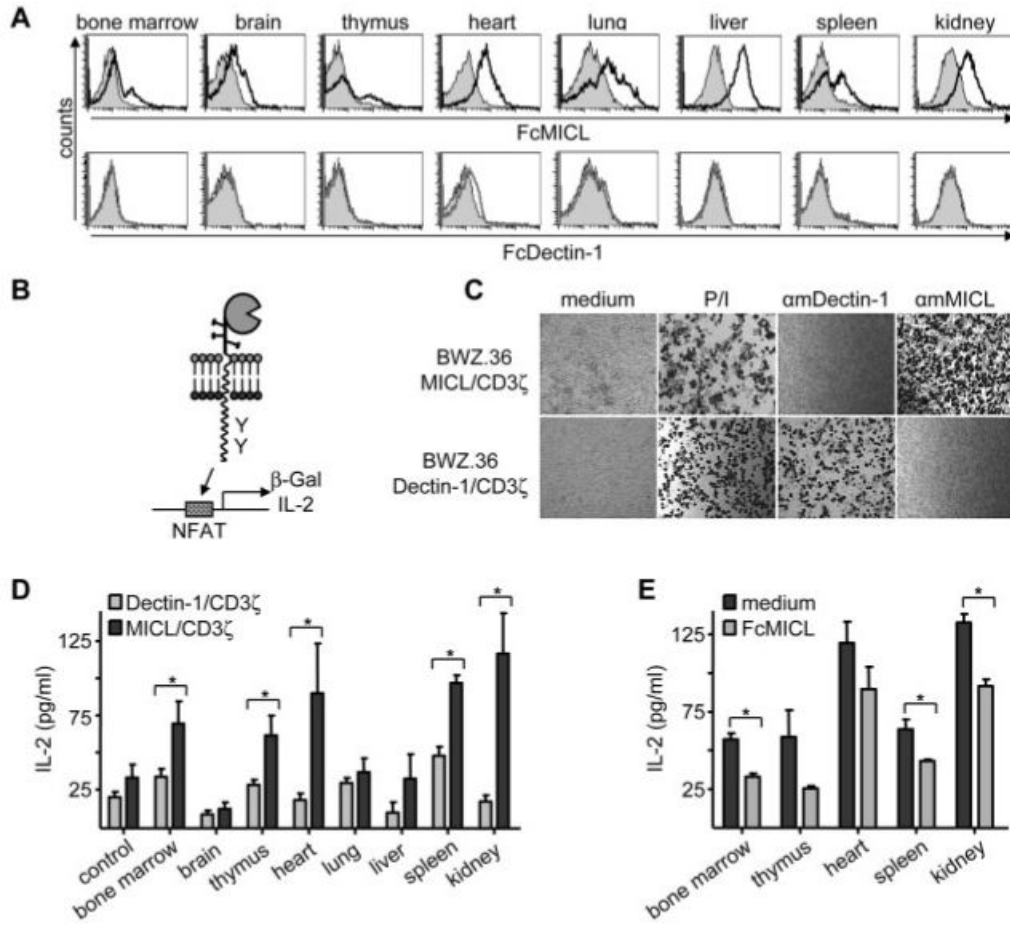 A
bone marrow brain thymus heart lung liver spleen kidney
counts
FcMICL
FcDectin-1
B
Y
Y
β-Gal
IL-2
NFAT
C
medium P/I αmDectin-1 αmMICL
BWZ.36
MICL/CD3ζ
BWZ.36
Dectin-1/CD3ζ
D
Dectin-1/CD3ζ
MICL/CD3ζ
* * * * *
IL-2 (pg/ml)
125
75
25
control bone marrow brain thymus heart lung liver spleen kidney
E
medium
FcMICL
* * *
IL-2 (pg/ml)
125
75
25
bone marrow thymus heart spleen kidney